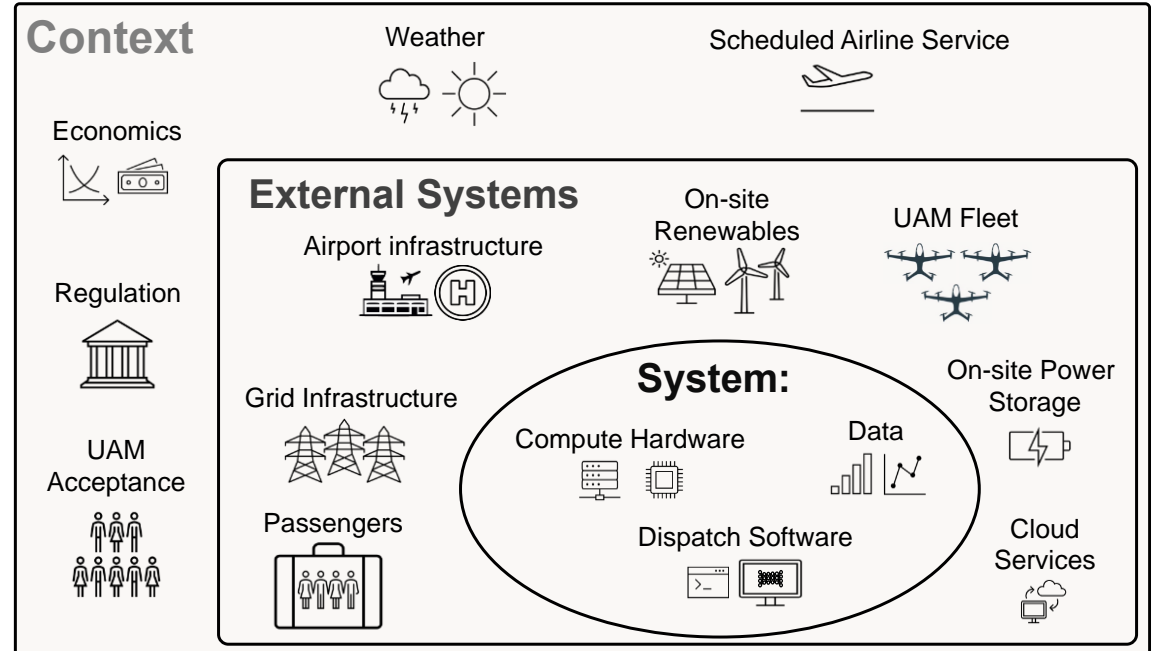 Context
Weather
Scheduled Airline Service
Economics
Regulation
UAM
Acceptance
External Systems
Airport infrastructure
H
On-site
Renewables
UAM Fleet
Grid Infrastructure
Passengers
On-site Power
Storage
Cloud
Services
System:
Compute Hardware
Data
Dispatch Software
>_